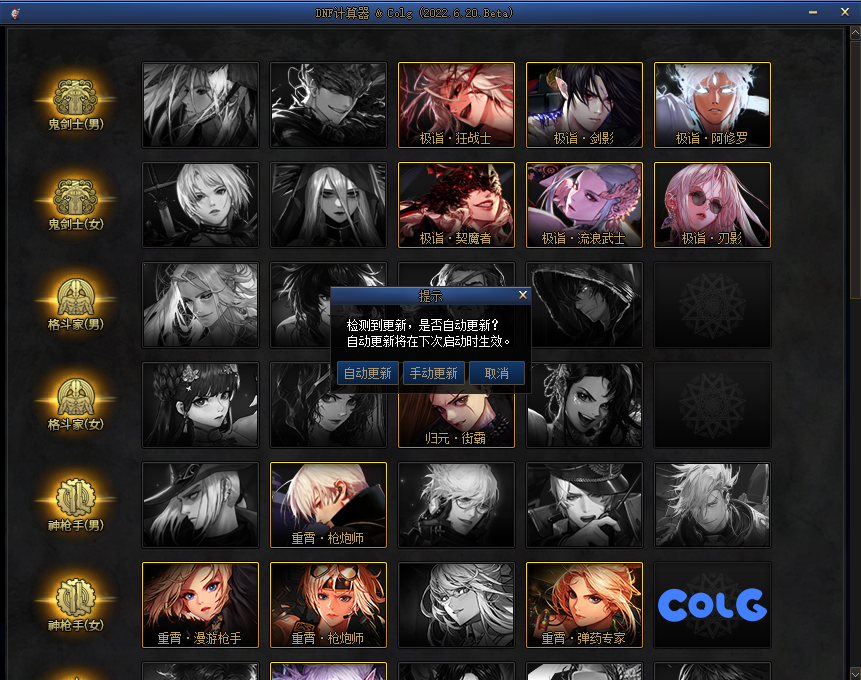 DNF计算器 & Colg (2022.6.20.Beta)
鬼剑士(男)
极诣·狂战士
极诣·剑影
极诣·阿修罗
鬼剑士(女)
极诣·契魔者
极诣·流浪武士
极诣·刃影
格斗家(男)
提示
检测到更新，是否自动更新？
自动更新将在下次启动时生效。
自动更新
手动更新
取消
格斗家(女)
归元·街霸
神枪手(男)
重霄·枪炮师
神枪手(女)
重霄·漫游枪手
重霄·枪炮师
重霄·弹药专家
COLG